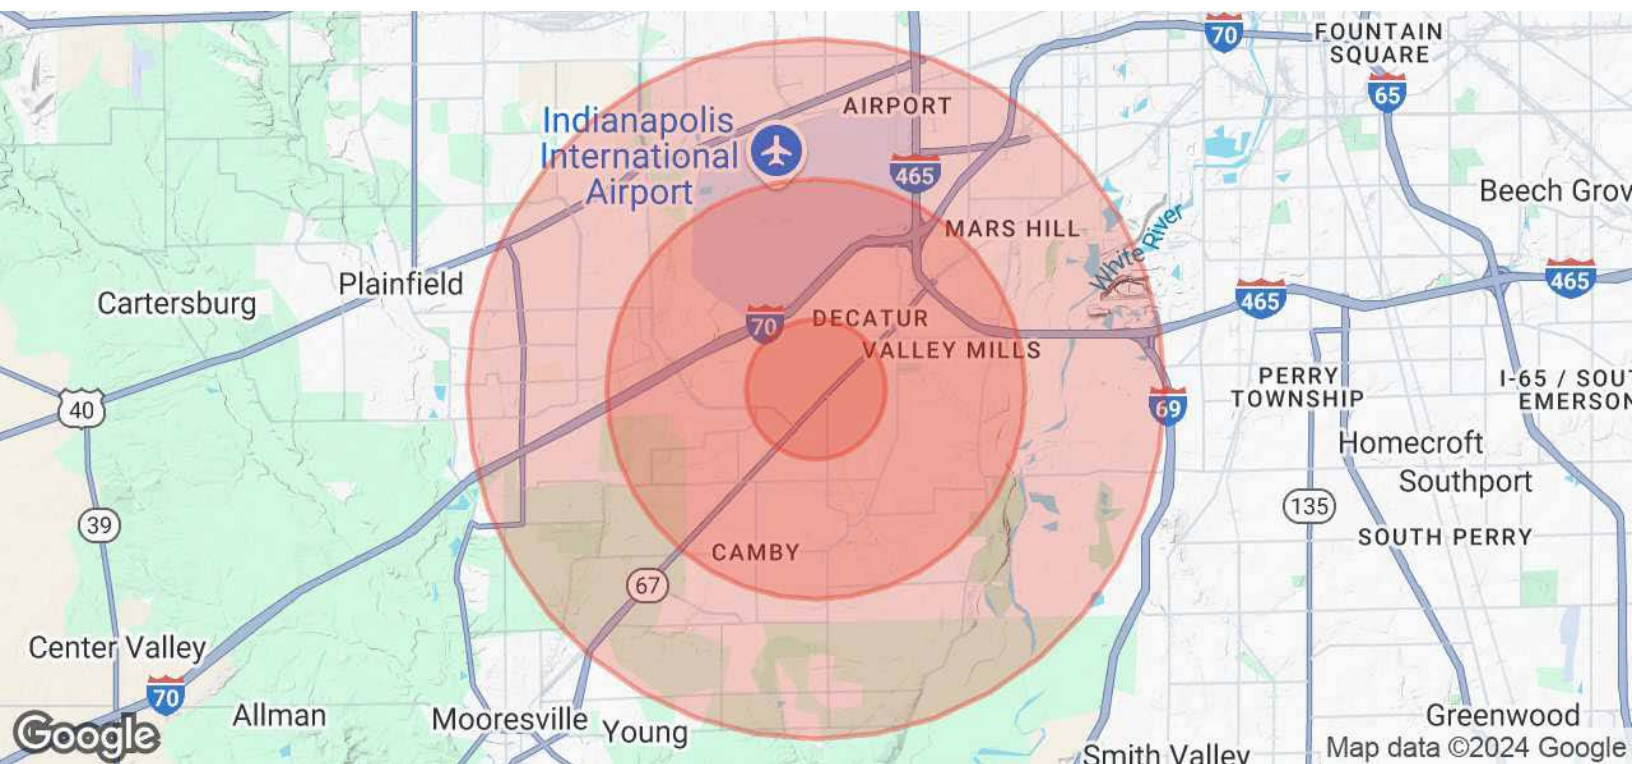 70
FOUNTAIN
SQUARE
65
AIRPORT
Indianapolis
International
Airport
465
Beech Grov
MARS HILL
White River
Plainfield
Cartersburg
465
465
70
DECATUR
VALLEY MILLS
PERRY
TOWNSHIP
I-65 / SOUT
EMERSON
40
69
Homecroft
Southport
39
135
SOUTH PERRY
CAMBY
67
Center Valley
70
Allman
Mooresville
Young
Greenwood
Smith Valley
Google
Map data ©2024 Google